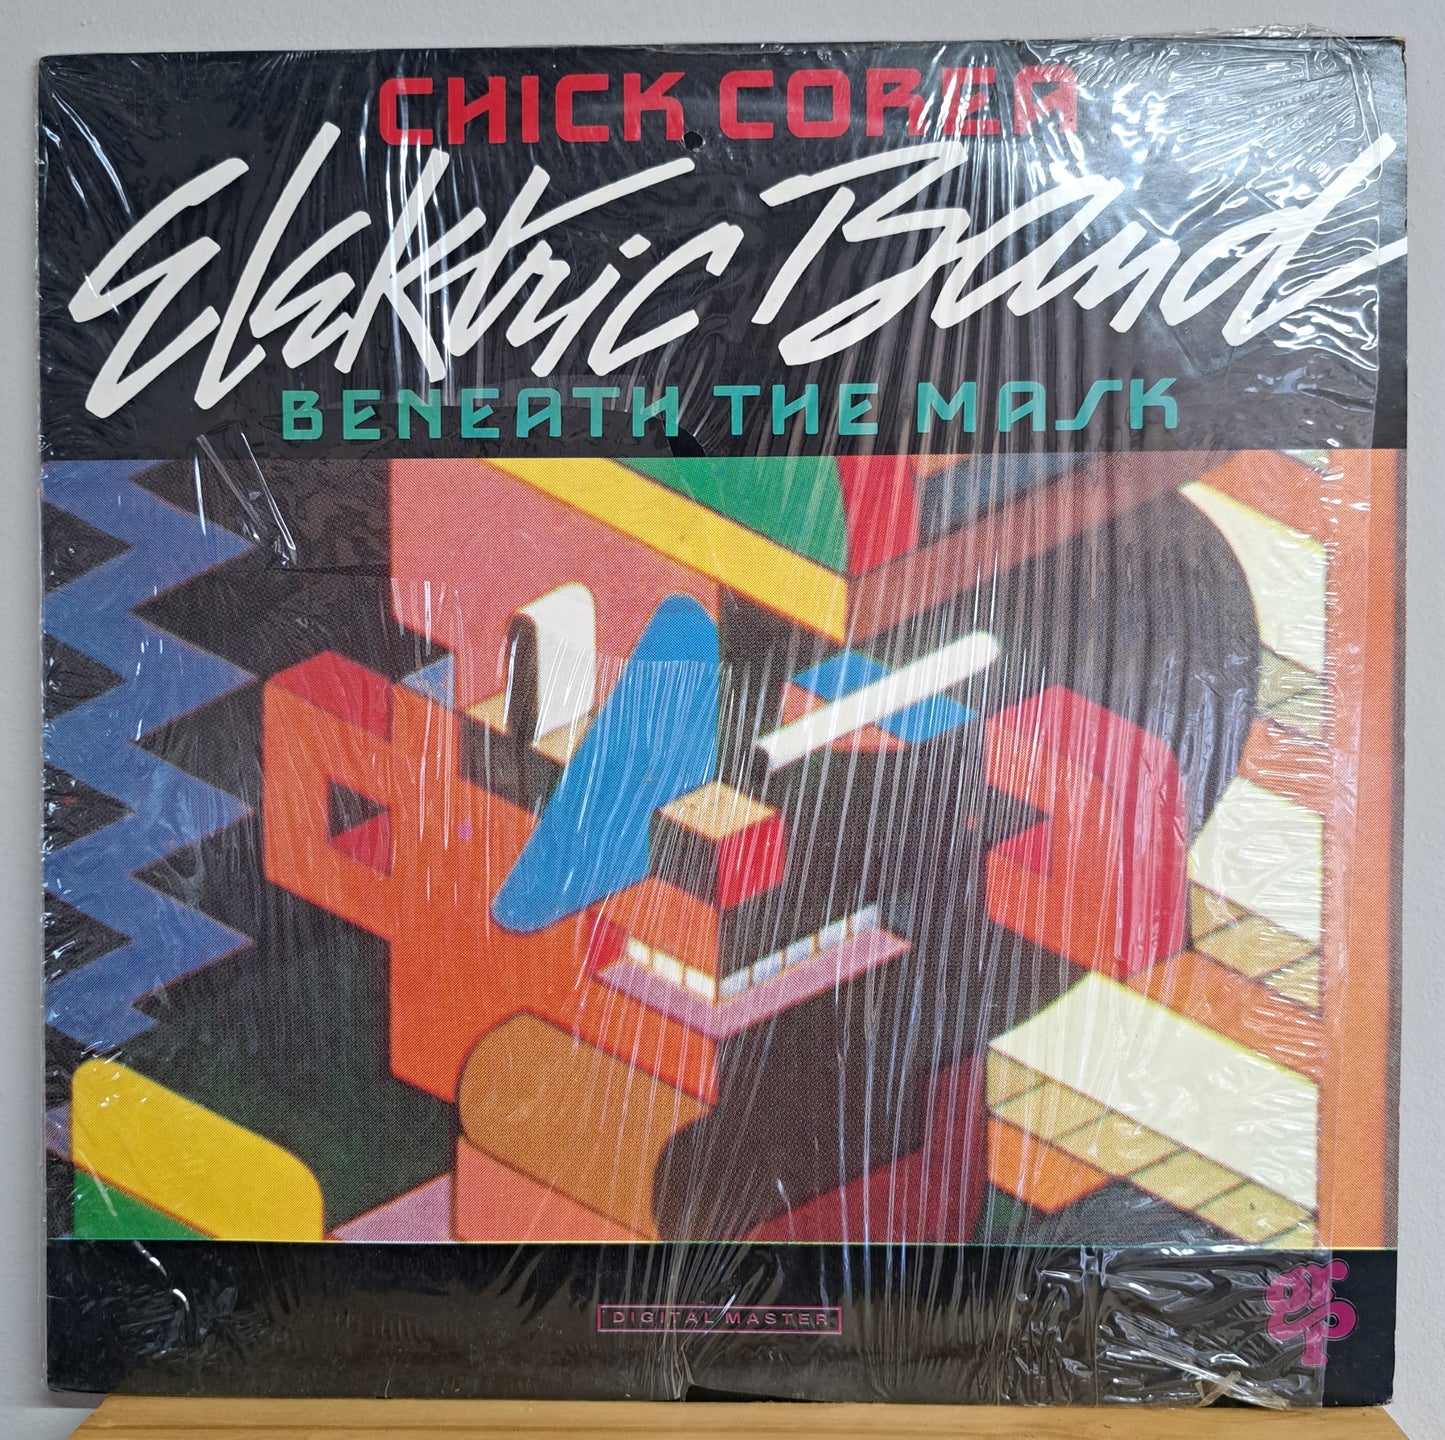 CHICK COREA
Elektric Band
BENEATH THE MASK
DIGITAL MASTER
GRP